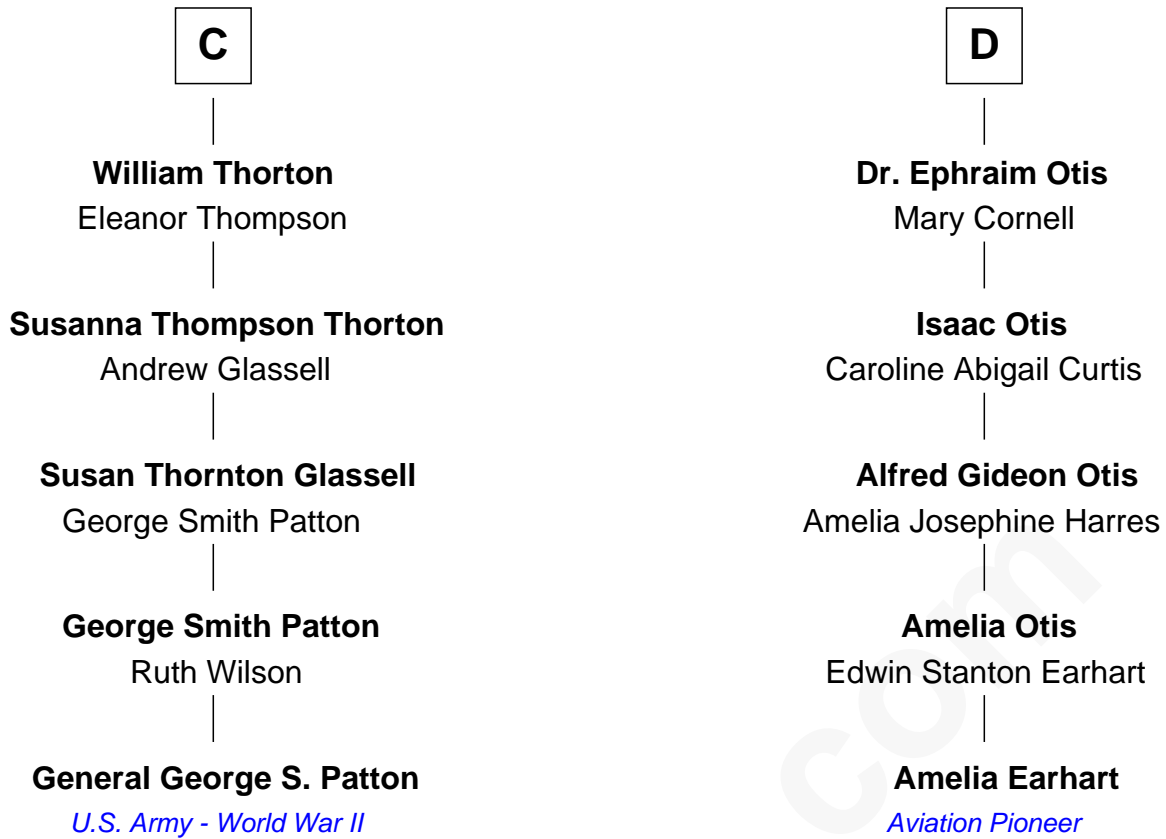 C
William Thorton
Eleanor Thompson
Susanna Thompson Thorton
Andrew Glassell
Susan Thornton Glassell
George Smith Patton
George Smith Patton
Ruth Wilson
General George S. Patton
U.S. Army - World War II
D
Dr. Ephraim Otis
Mary Cornell
Isaac Otis
Caroline Abigail Curtis
Alfred Gideon Otis
Amelia Josephine Harres
Amelia Otis
Edwin Stanton Earhart
Amelia Earhart
Aviation Pioneer
com